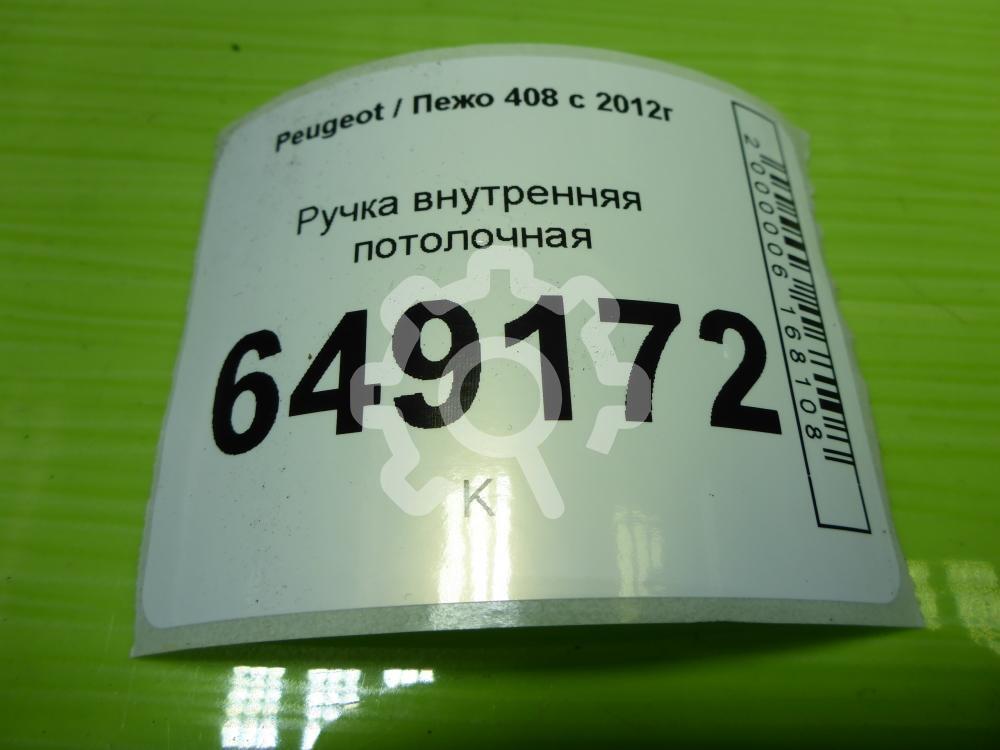 Peugeot / Пежо 408 с 2012г
Ручка внутренняя
потолочная
649172
К
2000006168108